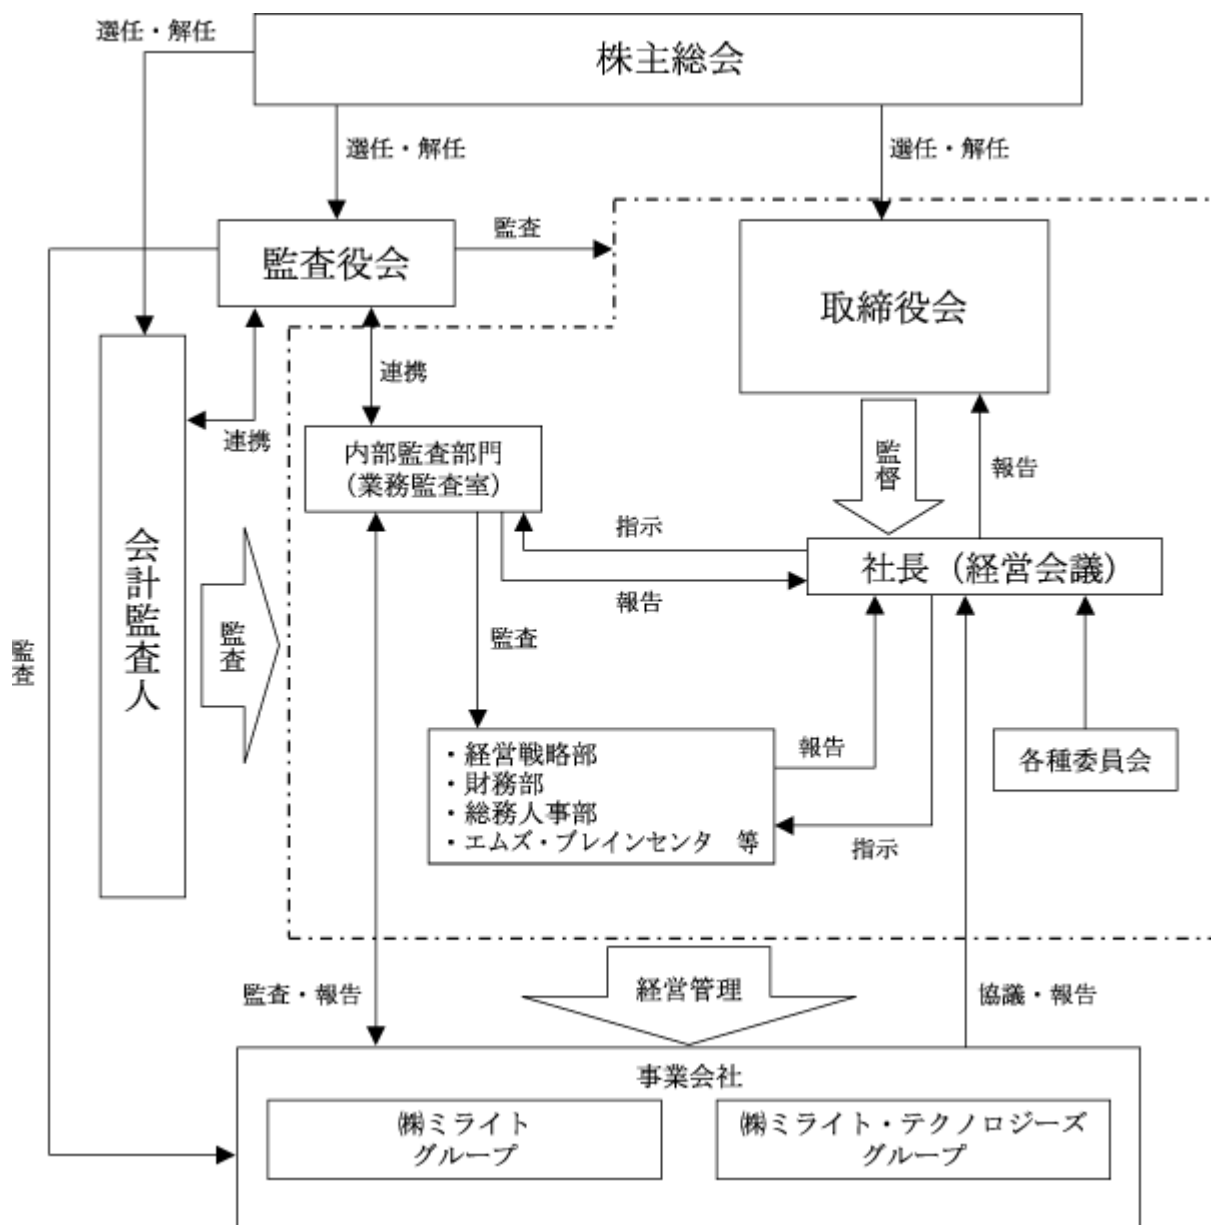 選任・解任
株主総会
選任・解任
選任・解任
監査役会
監査
取締役会
連携
連携
内部監査部門
（業務監査室）
監督
報告
指示
社長（経営会議）
報告
会計監査人
監査
監査
監査
・経営戦略部
・財務部
・総務人事部
・エムズ・ブレインセンタ　等
報告
指示
各種委員会
監査・報告
経営管理
協議・報告
事業会社
㈱ミライト
グループ
㈱ミライト・テクノロジーズ
グループ